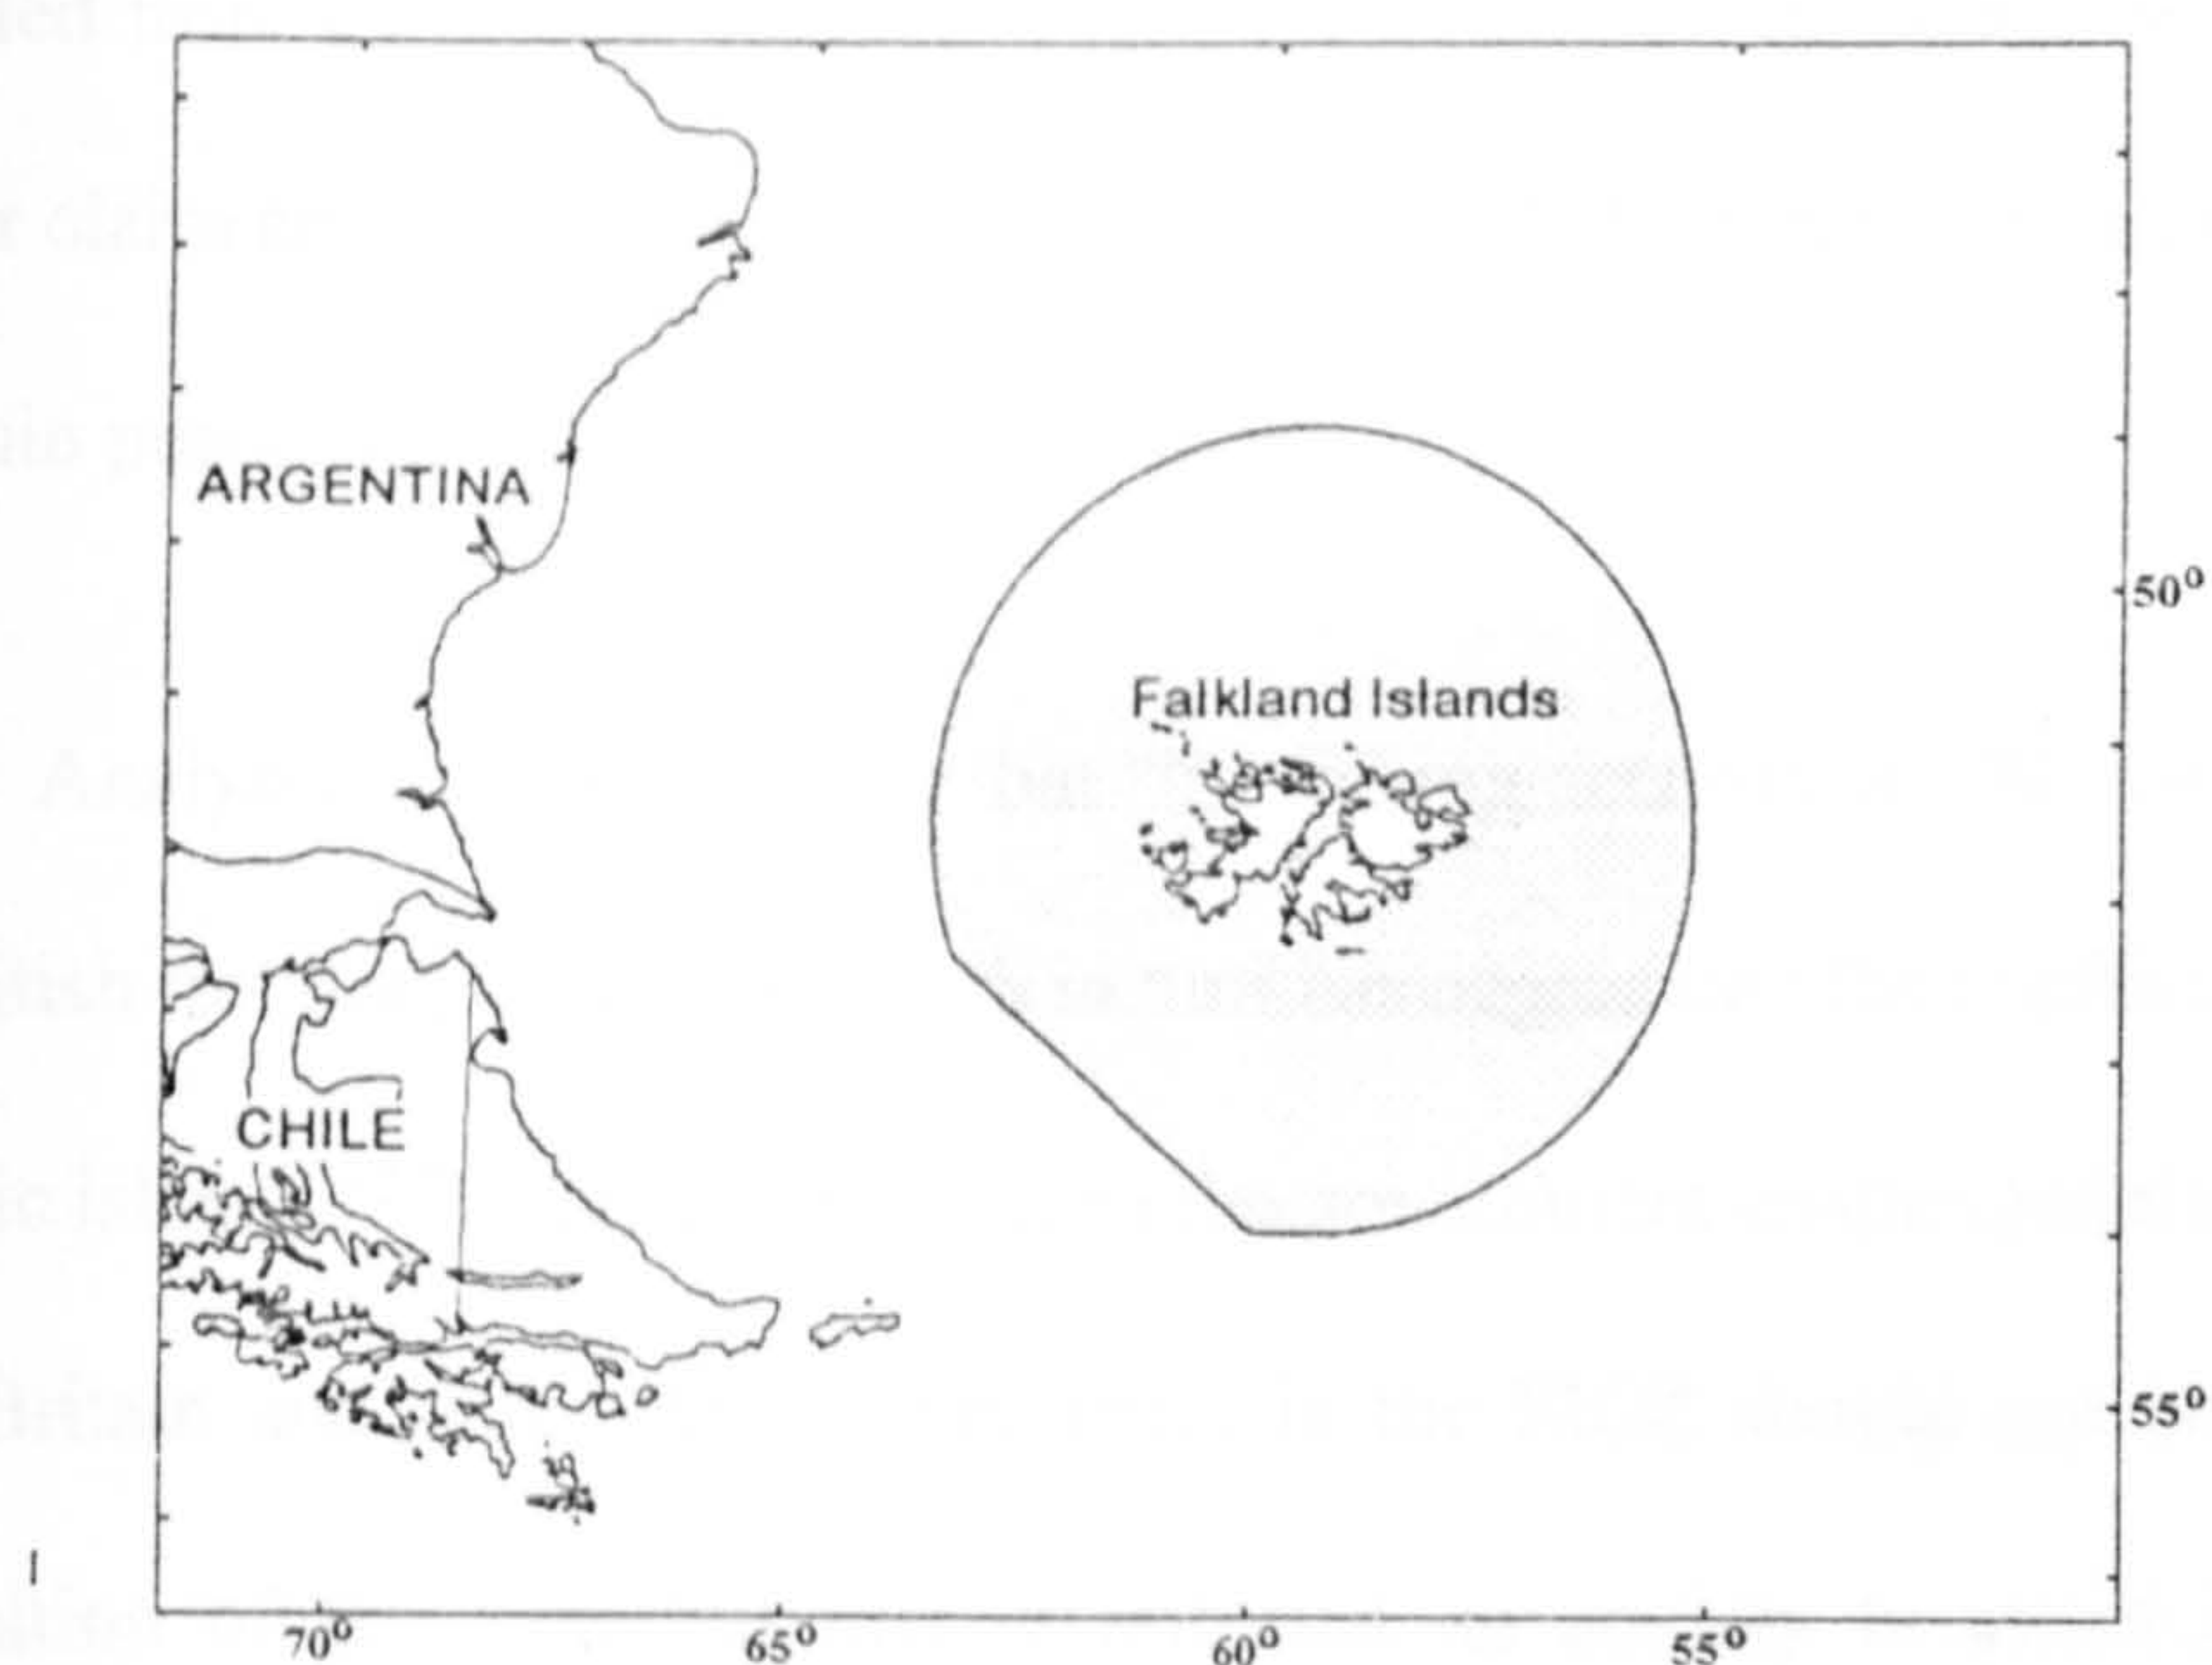 ARGENTINA
50°
Falkland Islands
CHILE
55°
70° 65° 60° 55°